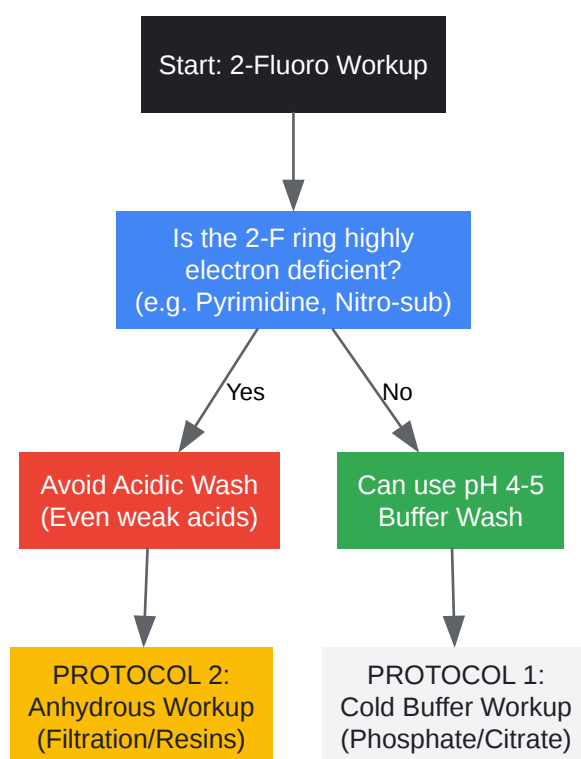 Start: 2-Fluoro Workup
Is the 2-F ring highly
electron deficient?
(e.g. Pyrimidine, Nitro-sub)
Yes
No
Avoid Acidic Wash
(Even weak acids)
Can use pH 4-5
Buffer Wash
PROTOCOL 2:
Anhydrous Workup
(Filtration/Resins)
PROTOCOL 1:
Cold Buffer Workup
(Phosphate/Citrate)